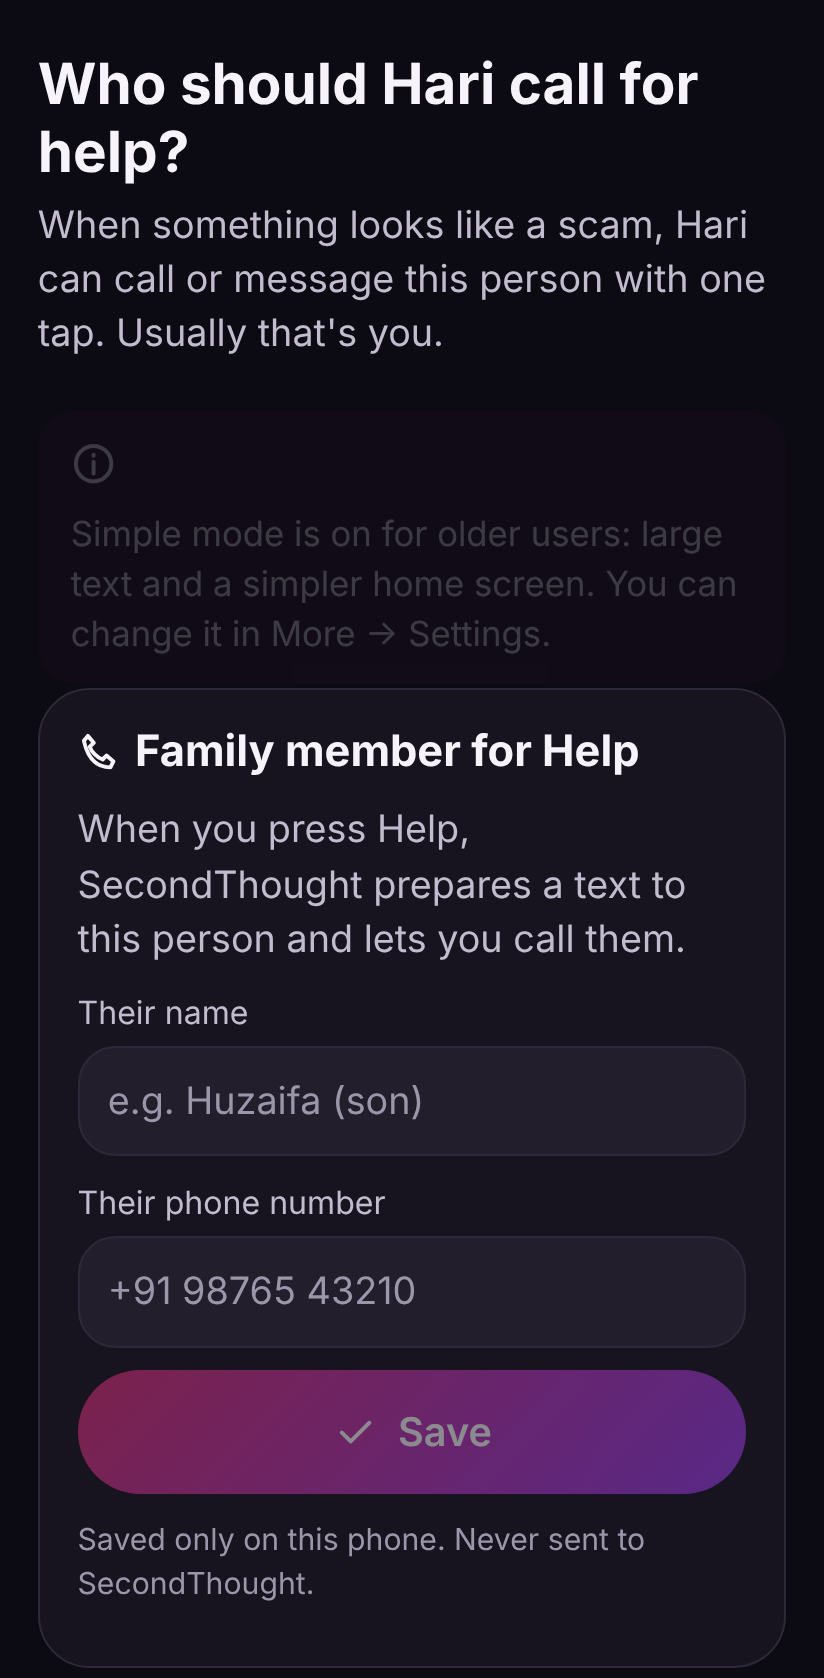 Who should Hari call for
help?
When something looks like a scam, Hari
can call or message this person with one
tap. Usually that's you.
Simple mode is on for older users: large
text and a simpler home screen. You can
change it in More → Settings.
Family member for Help
When you press Help,
SecondThought prepares a text to
this person and lets you call them.
Their name
e.g. Huzaifa (son)
Their phone number
+91 98765 43210
Save
Saved only on this phone. Never sent to
SecondThought.